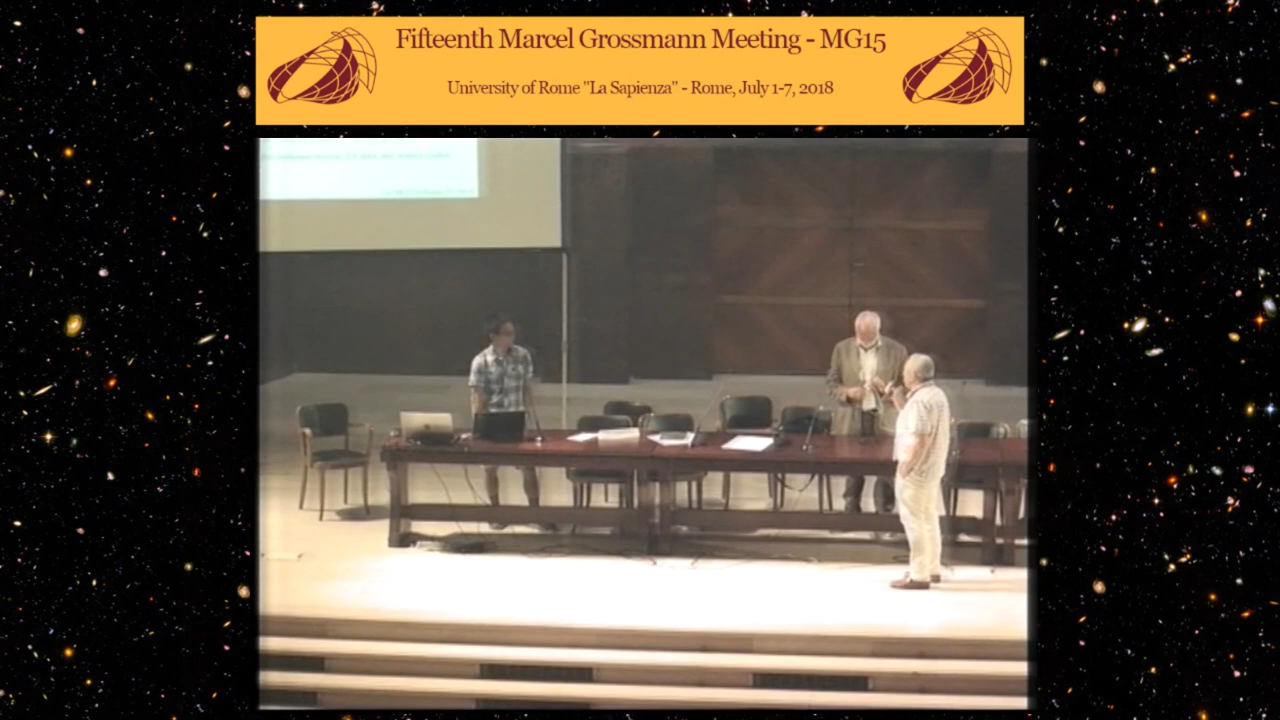 Fifteenth Marcel Grossmann Meeting - MG15
University of Rome "La Sapienza" - Rome, July 1-7, 2018